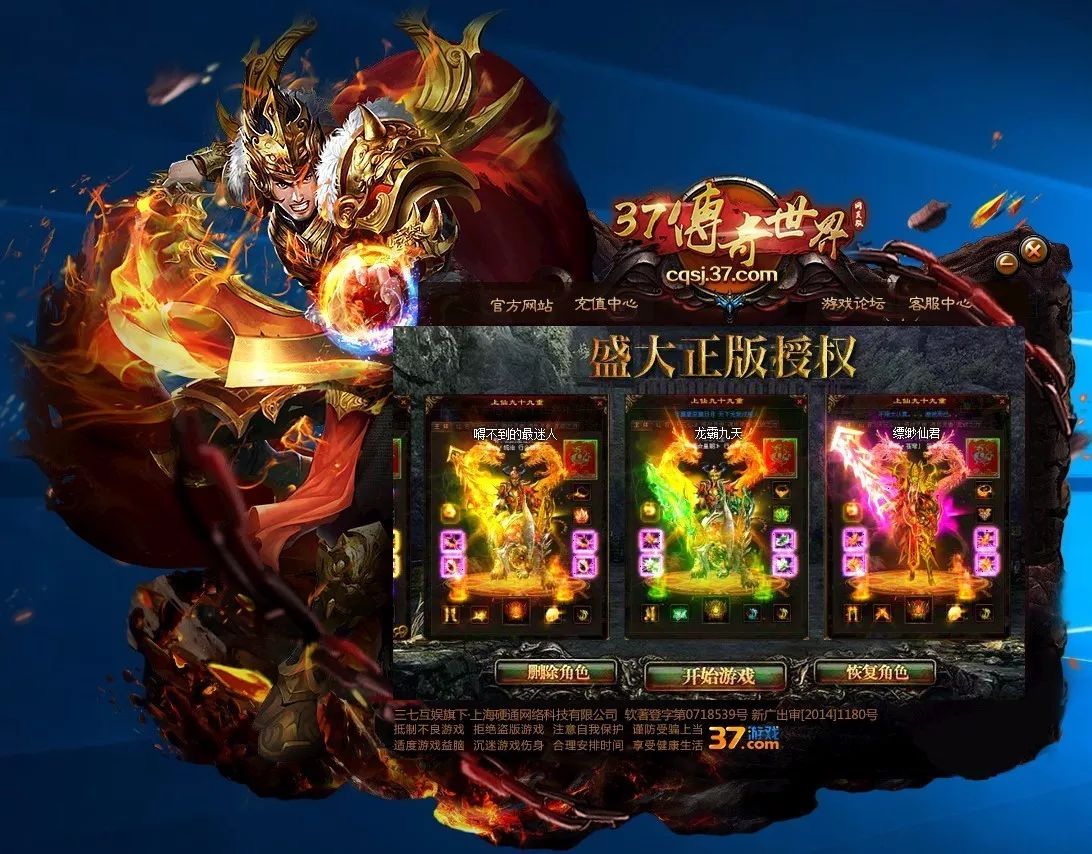 37傳奇世界
网页版
cqsj.37.com
官方网站 充值中心 游戏论坛 客服中心
盛大正版授权
上仙九十九重 上仙九十九重 上仙九十九重
嘚不到的最迷人 龙霸九天 缥缈仙君
删除角色 开始游戏 恢复角色
三七互娱旗下·上海硬通网络科技有限公司 软著登字第0718539号 新广出审[2014]1180号
抵制不良游戏 拒绝盗版游戏 注意自我保护 谨防受骗上当
适度游戏益脑 沉迷游戏伤身 合理安排时间 享受健康生活
37游戏.com